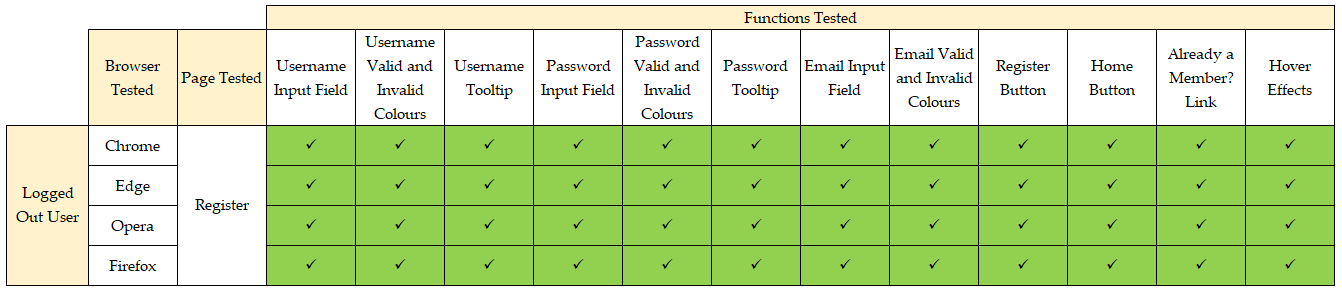 Functions Tested
Browser
Tested
Page Tested
Username
Input Field
Username
Valid and
Invalid
Colours
Username
Tooltip
Password
Input Field
Password
Valid and
Invalid
Colours
Password
Tooltip
Email Input
Field
Email Valid
and Invalid
Colours
Register
Button
Home
Button
Already a
Member?
Link
Hover
Effects
Logged
Out User
Chrome
Register
✓ ✓ ✓ ✓ ✓ ✓ ✓ ✓ ✓ ✓ ✓ ✓
Edge
✓ ✓ ✓ ✓ ✓ ✓ ✓ ✓ ✓ ✓ ✓ ✓
Opera
✓ ✓ ✓ ✓ ✓ ✓ ✓ ✓ ✓ ✓ ✓ ✓
Firefox
✓ ✓ ✓ ✓ ✓ ✓ ✓ ✓ ✓ ✓ ✓ ✓